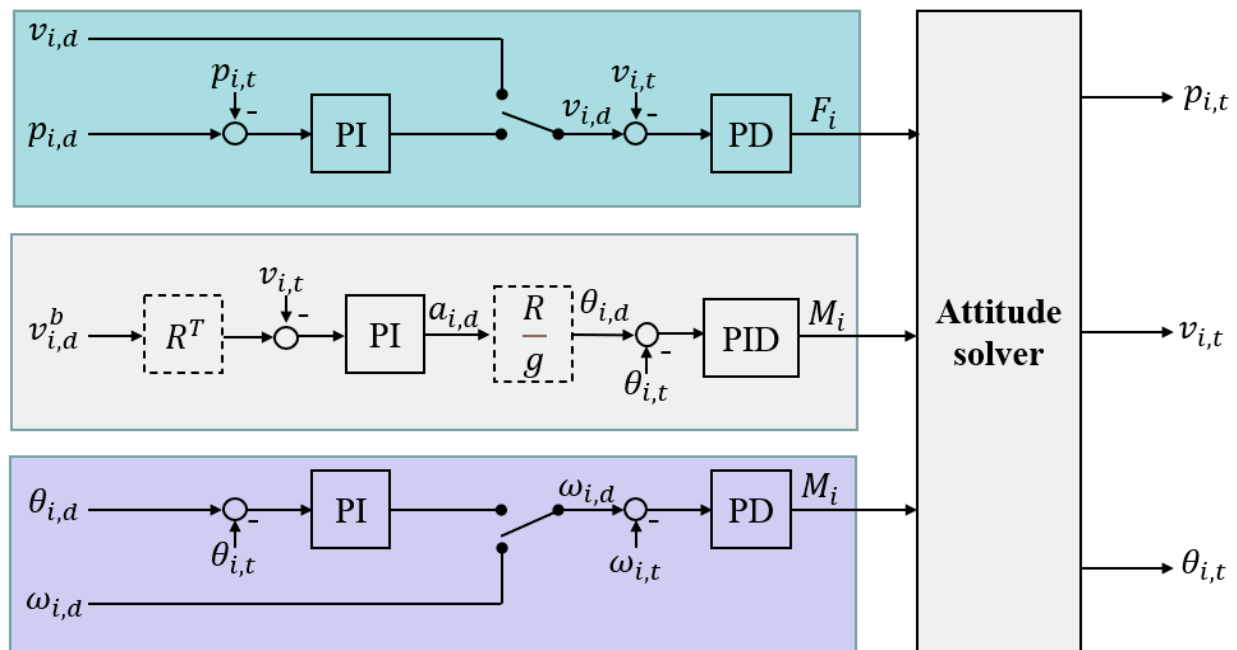 v_{i,d}
p_{i,t}
v_{i,t}
p_{i,d}
-
PI
v_{i,d}
-
PD
F_i
p_{i,t}
v_{i,d}^b
R^T
v_{i,t}
-
PI
a_{i,d}
R
g
θ_{i,d}
-
θ_{i,t}
PID
M_i
Attitude
solver
v_{i,t}
θ_{i,d}
-
θ_{i,t}
PI
ω_{i,d}
-
ω_{i,t}
PD
M_i
ω_{i,d}
θ_{i,t}